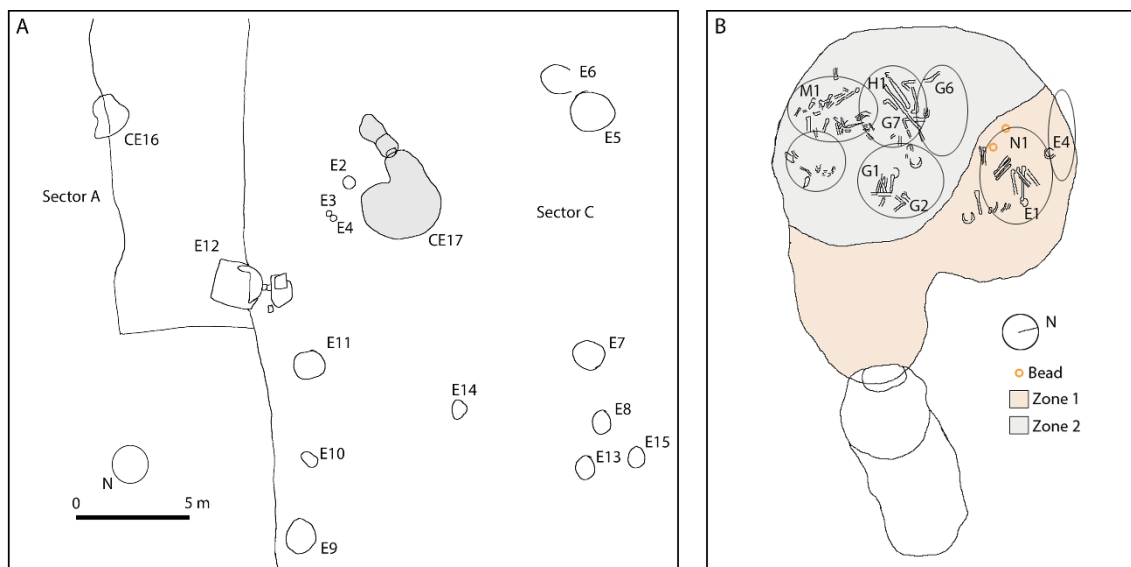 A
E6
E5
CE16
E2
E3
E4
Sector A
Sector C
CE17
E12
E11
E7
E14
E8
E15
E10
E13
N
0 5 m
E9
B
M1
H1
G6
G7
N1
E4
G1
G2
E1
N
Bead
Zone 1
Zone 2